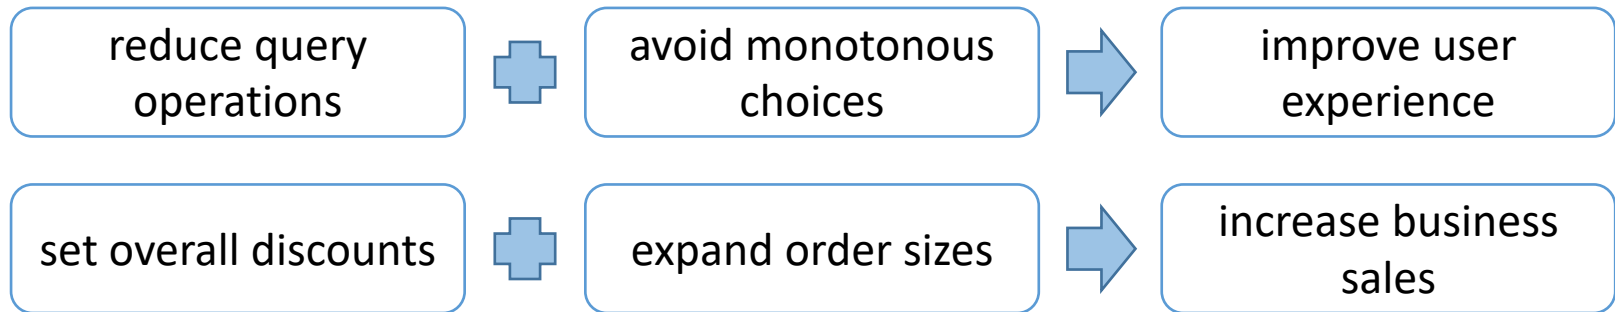 reduce query
operations
avoid monotonous
choices
improve user
experience
set overall discounts
expand order sizes
increase business
sales